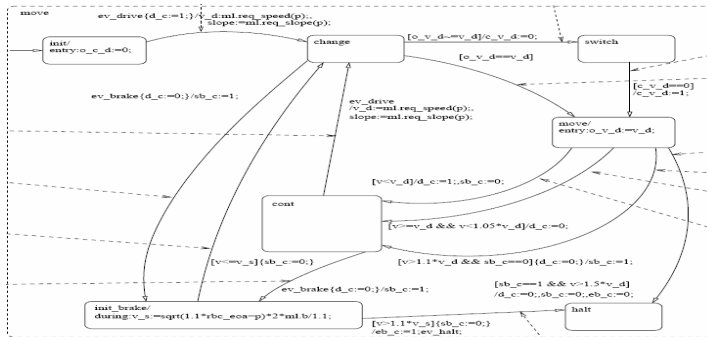 move
ev_drive{d_c:=1;}/v_d:ml.req_speed(p);,
slope:=ml.req_slope(p);
init/
entry:o_c_d:=0;
change
[o_v_d~=v_d]/c_v_d:=0;
switch
[o_v_d==v_d]
[c_v_d==0]
/c_v_d:=1;
ev_brake{d_c:=0;}/sb_c:=1;
ev_drive
/v_d:=ml.req_speed(p);,
slope:=ml.req_slope(p);
move/
entry:o_v_d:=v_d;
[v<v_d]/d_c:=1;,sb_c:=0;
cont
[v>=v_d && v<1.05*v_d]/d_c:=0;
[v<=v_s]{sb_c:=0;}
[v>1.1*v_d && sb_c==0]{d_c:=0;}/sb_c:=1;
ev_brake{d_c:=0;}/sb_c:=1;
[sb_c==1 && v>1.5*v_d]
/d_c:=0;,sb_c:=0;,eb_c:=0;
init_brake/
during:v_s:=sqrt(1.1*rbc_eoa-p)*2*ml.b/1.1;
halt
[v>1.1*v_s]{sb_c:=0;}
/eb_c:=1;ev_halt;